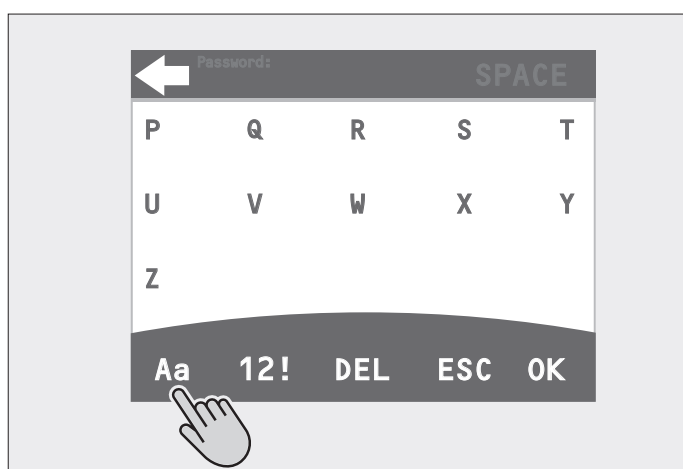 Password: SPACE
P Q R S T
U V W X Y
Z
Aa 12! DEL ESC OK